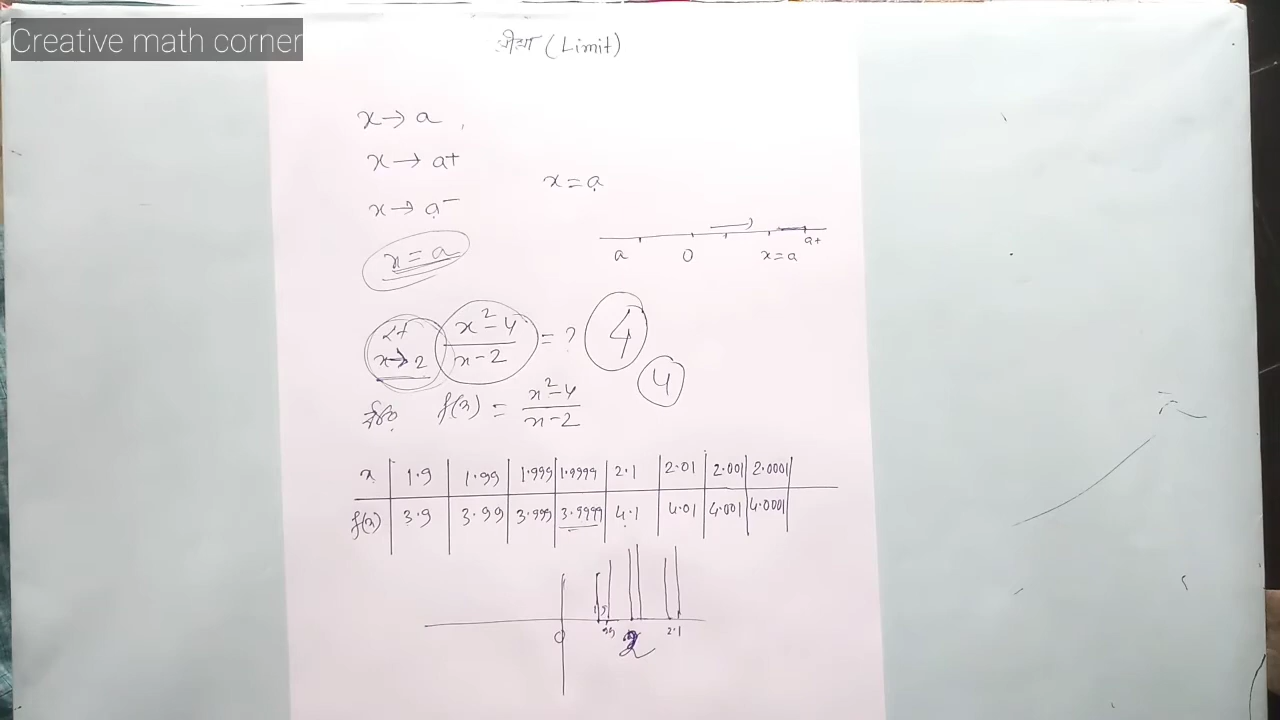 Creative math corner
সীমা (Limit)
x → a
x → a+
x = a
x → a-
x = a
a 0 x = a a+
Lt x → 2 x² - 4 / x - 2 = ? 4
4
f(x) = x² - 4 / x - 2
x 1.9 1.99 1.999 1.9999 2.1 2.01 2.001 2.0001
f(x) 3.9 3.99 3.999 3.9999 4.1 4.01 4.001 4.0001
0 2 2.1